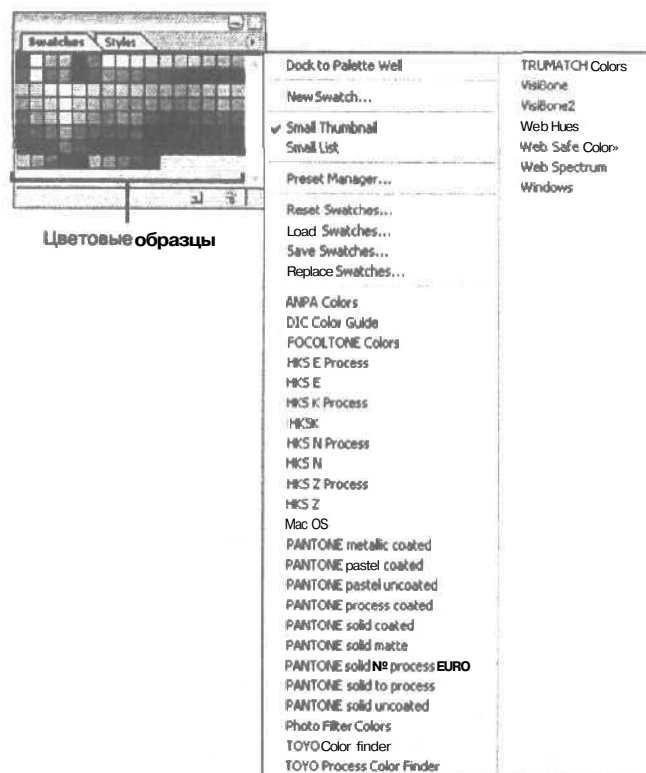 Swatches Styles
Цветовые образцы
Dock to Palette Well
New Swatch...
Small Thumbnail
Small List
Preset Manager...
Reset Swatches...
Load Swatches...
Save Swatches...
Replace Swatches...
ANPA Colors
DIC Color Guide
FOCOLTONE Colors
HKS E Process
HKS E
HKS K Process
HKSK
HKS N Process
HKS N
HKS Z Process
HKS Z
Mac OS
PANTONE metallic coated
PANTONE pastel coated
PANTONE pastel uncoated
PANTONE process coated
PANTONE solid coated
PANTONE solid matte
PANTONE solid № process EURO
PANTONE solid to process
PANTONE solid uncoated
Photo Filter Colors
TOYO Color finder
TOYO Process Color Finder
TRUMATCH Colors
VisiBone
VisiBone2
Web Hues
Web Safe Color»
Web Spectrum
Windows